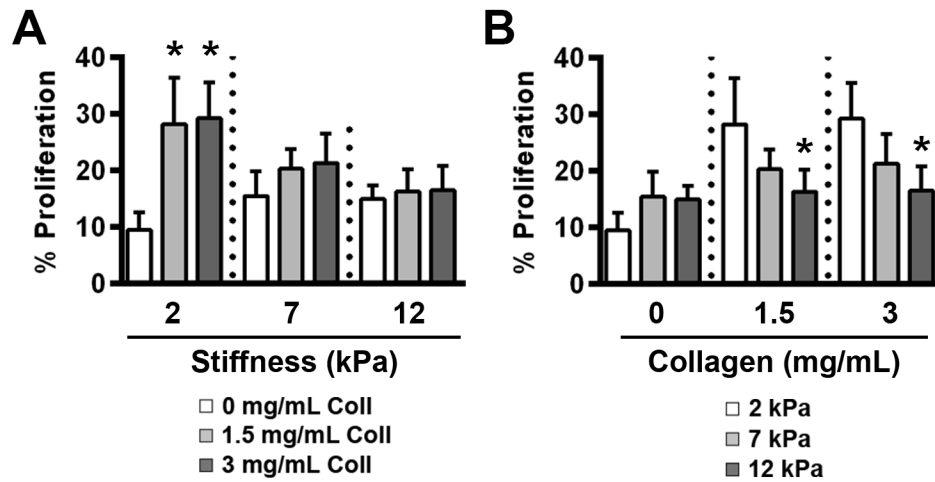 A
% Proliferation
40
30
20
10
0
* *
2 7 12
Stiffness (kPa)
0 mg/mL Coll
1.5 mg/mL Coll
3 mg/mL Coll
B
% Proliferation
40
30
20
10
0
* *
0 1.5 3
Collagen (mg/mL)
2 kPa
7 kPa
12 kPa